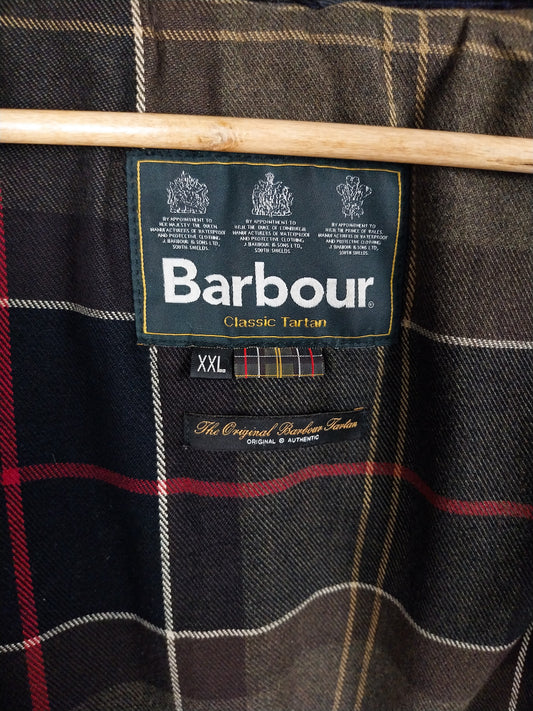 BY APPOINTMENT TO
HER MAJESTY THE QUEEN
MANUFACTURERS OF WATERPROOF
AND PROTECTIVE CLOTHING
J. BARBOUR & SONS LTD,
SOUTH SHIELDS
BY APPOINTMENT TO
H.R.H. THE DUKE OF EDINBURGH
MANUFACTURERS OF WATERPROOF
AND PROTECTIVE CLOTHING
J. BARBOUR & SONS LTD,
SOUTH SHIELDS
BY APPOINTMENT TO
H.R.H. THE PRINCE OF WALES
MANUFACTURERS OF WATERPROOF
AND PROTECTIVE CLOTHING
J. BARBOUR & SONS LTD,
SOUTH SHIELDS
Barbour®
Classic Tartan
XXL
The Original Barbour Tartan
ORIGINAL @ AUTHENTIC